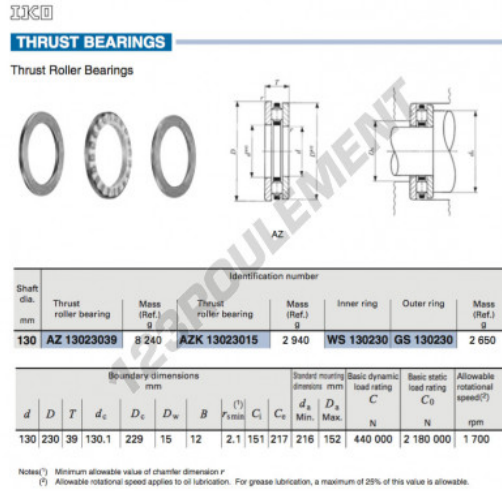 IKO
THRUST BEARINGS
Thrust Roller Bearings
T
r
D
d
AZ
123ROULEMENT
Identification number
Shaft dia. mm Thrust roller bearing Mass (Ref.) g Thrust roller bearing Mass (Ref.) g Inner ring Outer ring Mass (Ref.) g
130 AZ 13023039 8 240 AZK 13023015 2 940 WS 130230 GS 130230 2 650
Boundary dimensions mm Standard mounting dimensions mm Basic dynamic load rating C N Basic static load rating C0 N Allowable rotational speed(2) rpm
d D T dc Dc Dw B rs min(1) Ci Ce da Min. Da Max.
130 230 39 130.1 229 15 12 2.1 151 217 216 152 440 000 2 180 000 1 700
Notes(1) Minimum allowable value of chamfer dimension r
(2) Allowable rotational speed applies to oil lubrication. For grease lubrication, a maximum of 25% of this value is allowable.